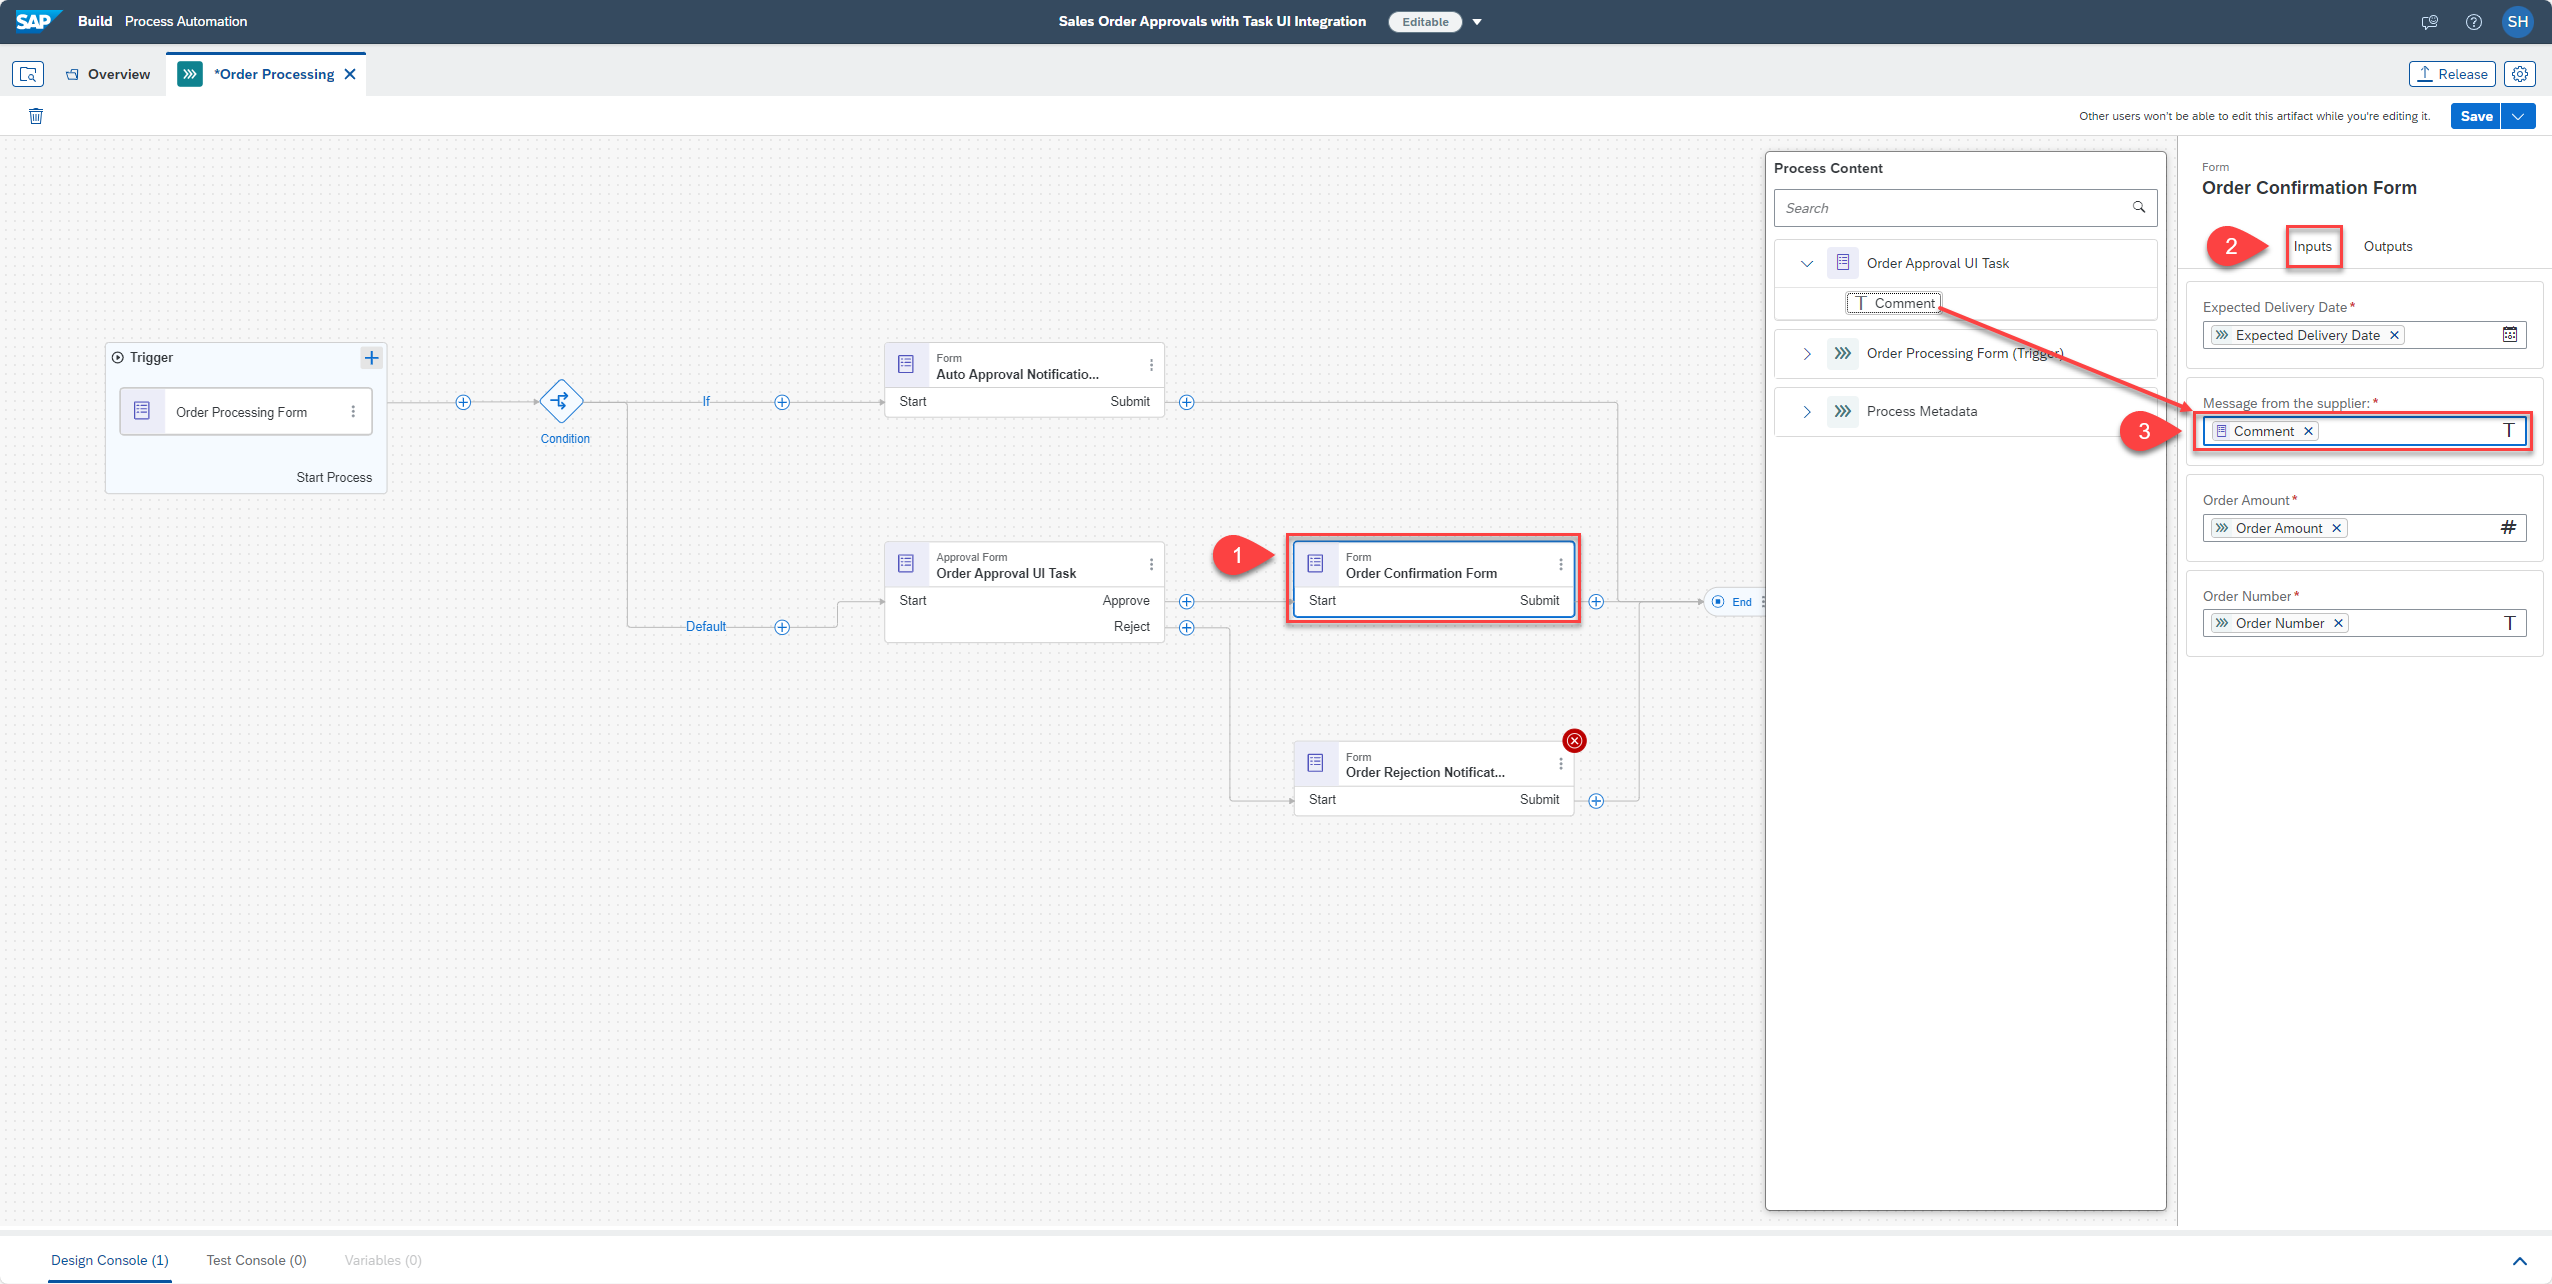 SAP Build Process Automation
Sales Order Approvals with Task UI Integration
Editable
SH
Overview
*Order Processing
Release
Other users won't be able to edit this artifact while you're editing it.
Save
Trigger
Order Processing Form
Start Process
Condition
If
Default
Form
Auto Approval Notificatio...
Start Submit
Approval Form
Order Approval UI Task
Start Approve
Reject
1
Form
Order Confirmation Form
Start Submit
Form
Order Rejection Notificat...
Start Submit
End
Process Content
Search
Order Approval UI Task
T Comment
Order Processing Form (Trigger)
Process Metadata
Form
Order Confirmation Form
2
Inputs Outputs
Expected Delivery Date*
Expected Delivery Date
Message from the supplier:*
3
Comment T
Order Amount*
Order Amount #
Order Number*
Order Number T
Design Console (1) Test Console (0) Variables (0)